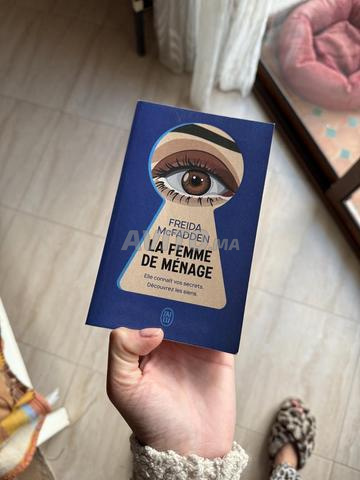 FREIDA
McFADDEN
LA FEMME
DE MÉNAGE
Elle connaît vos secrets.
Découvrez les siens.
J'AI
LU